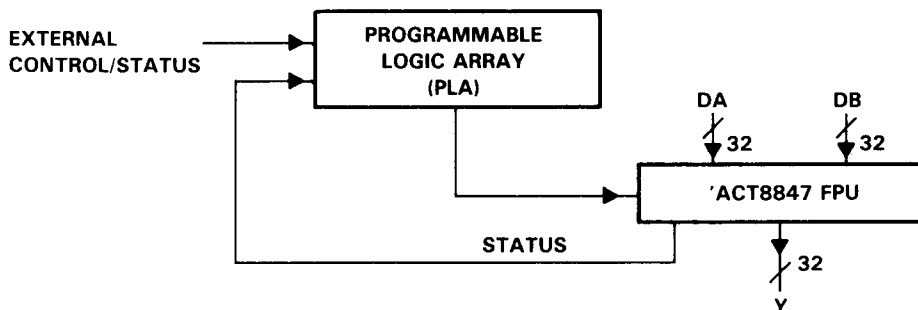 EXTERNAL
CONTROL/STATUS
PROGRAMMABLE
LOGIC ARRAY
(PLA)
DA
DB
32
32
'ACT8847 FPU
STATUS
32
Y